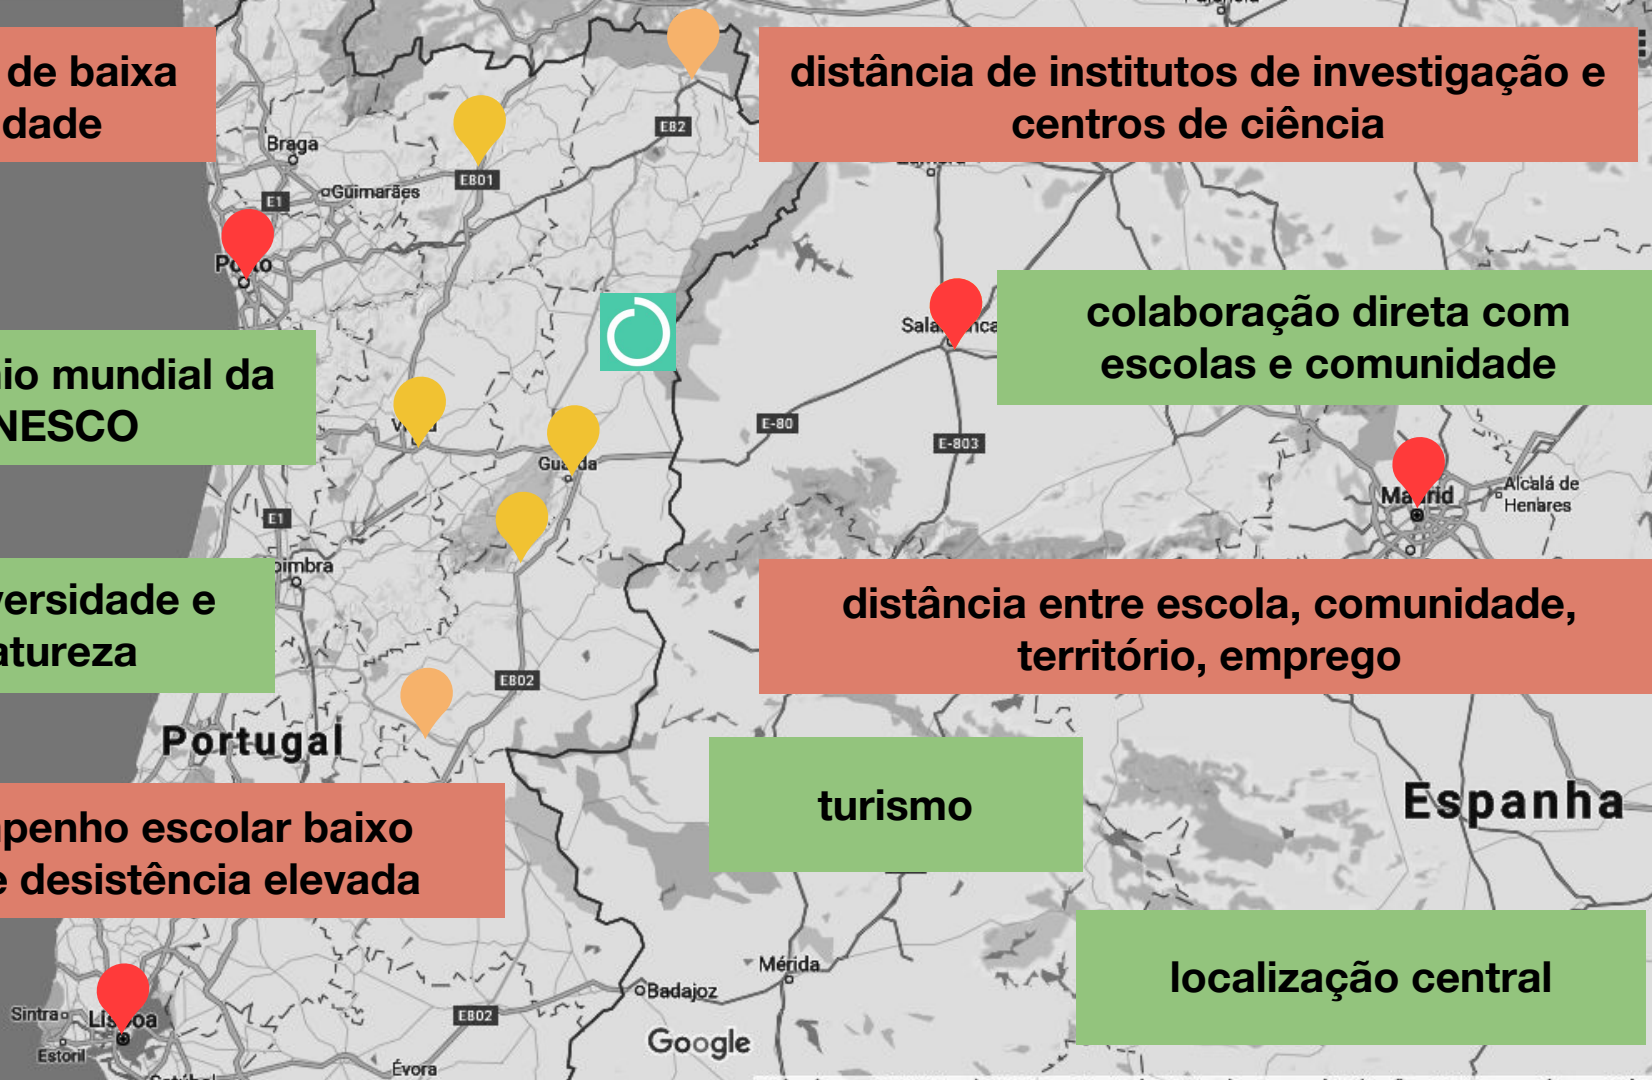 de baixa
dade
distância de institutos de investigação e
centros de ciência
E82
Braga
Guimarães
E801
E1
Porto
colaboração direta com
escolas e comunidade
io mundial da
NESCO
E-80
E-803
Guarda
Madrid
Alcalá de
Henares
E1
oimbra
versidade e
atureza
distância entre escola, comunidade,
território, emprego
E802
Portugal
turismo
Espanha
penho escolar baixo
e desistência elevada
localização central
Mérida
Badajoz
Sintra
Lisboa
E802
Estoril
Google
Évora